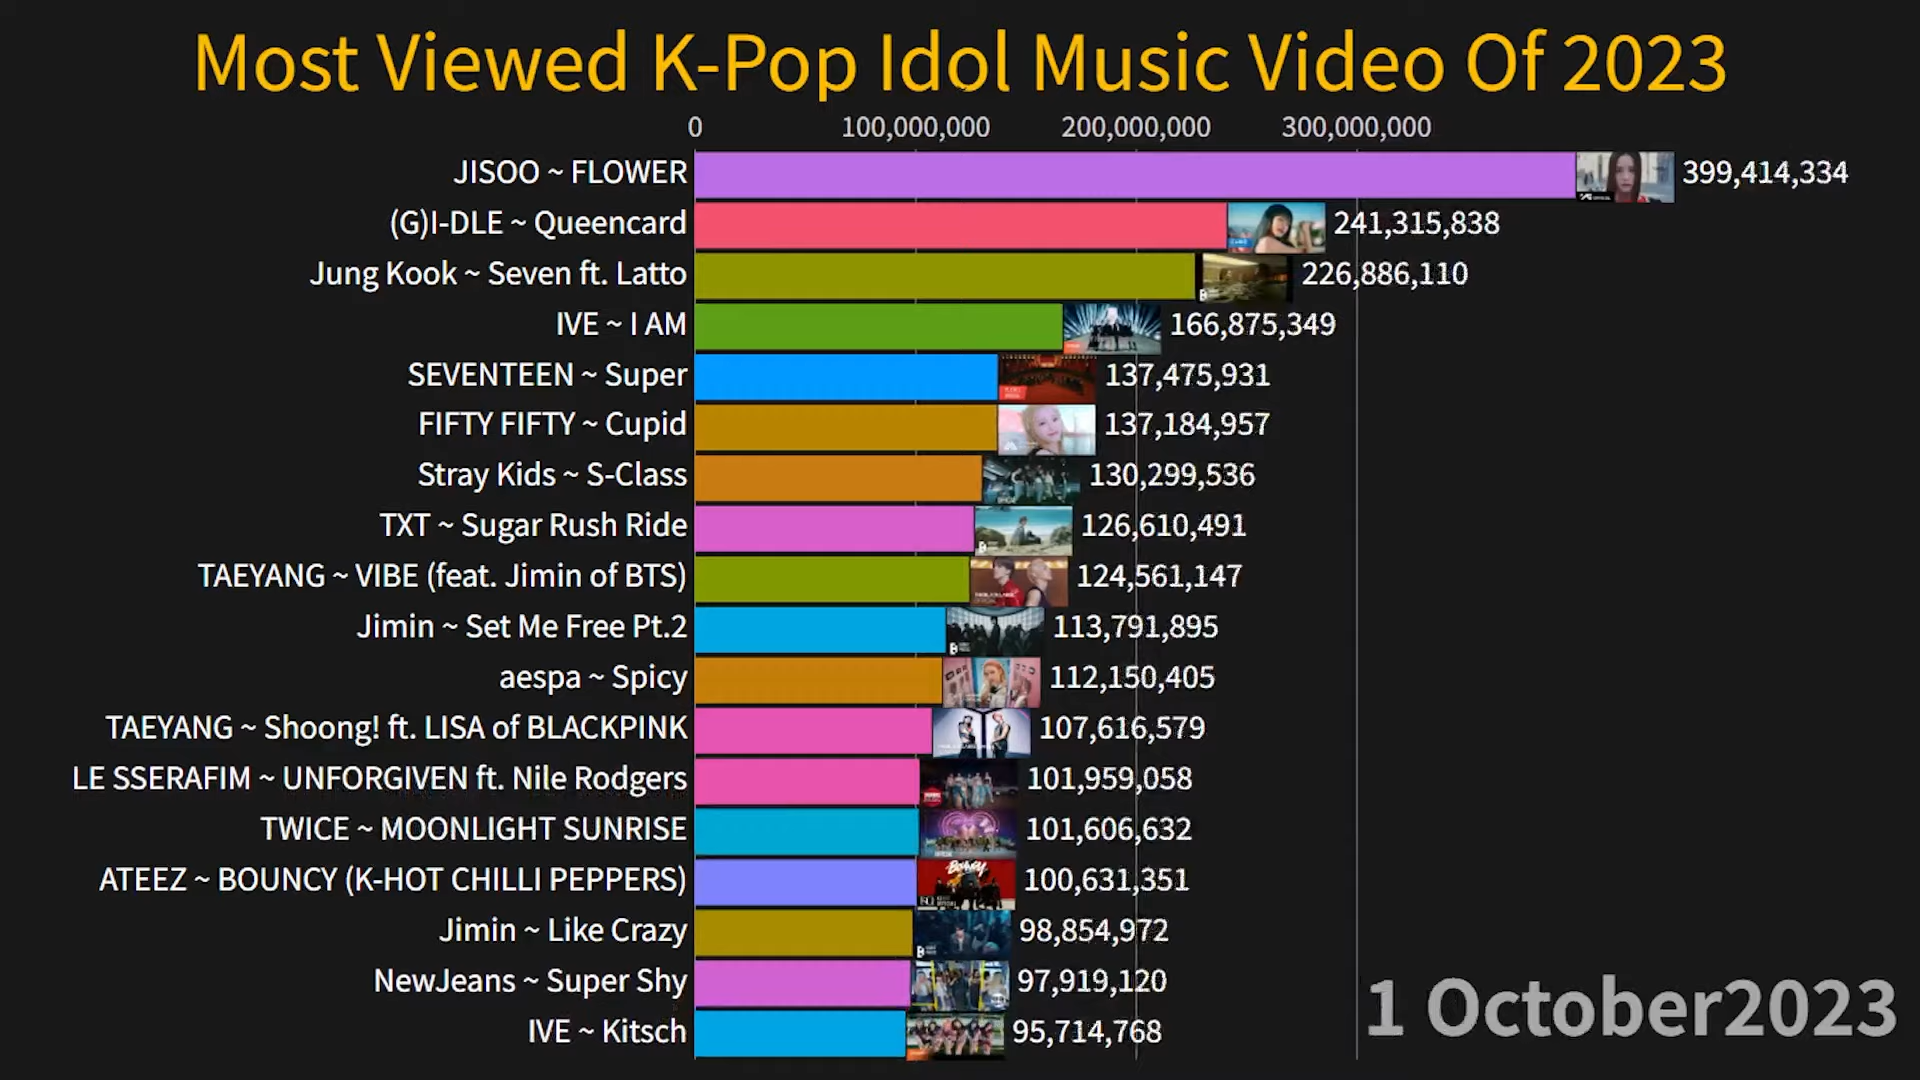 Most Viewed K-Pop Idol Music Video Of 2023
0 100,000,000 200,000,000 300,000,000
JISOO ~ FLOWER 399,414,334
(G)I-DLE ~ Queencard 241,315,838
Jung Kook ~ Seven ft. Latto 226,886,110
IVE ~ I AM 166,875,349
SEVENTEEN ~ Super 137,475,931
FIFTY FIFTY ~ Cupid 137,184,957
Stray Kids ~ S-Class 130,299,536
TXT ~ Sugar Rush Ride 126,610,491
TAEYANG ~ VIBE (feat. Jimin of BTS) 124,561,147
Jimin ~ Set Me Free Pt.2 113,791,895
aespa ~ Spicy 112,150,405
TAEYANG ~ Shoong! ft. LISA of BLACKPINK 107,616,579
LE SSERAFIM ~ UNFORGIVEN ft. Nile Rodgers 101,959,058
TWICE ~ MOONLIGHT SUNRISE 101,606,632
ATEEZ ~ BOUNCY (K-HOT CHILLI PEPPERS) Bouncy 100,631,351
Jimin ~ Like Crazy 98,854,972
NewJeans ~ Super Shy 97,919,120
IVE ~ Kitsch 95,714,768
1 October2023